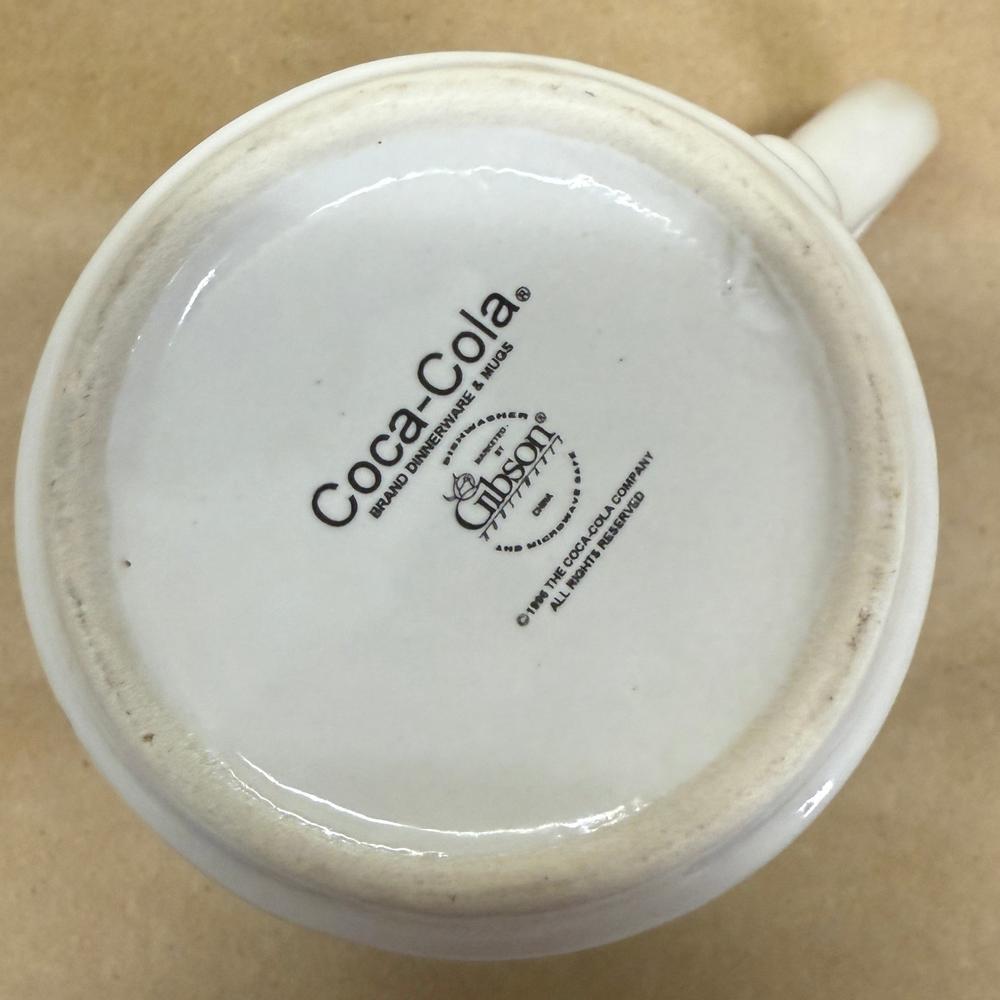 Coca-Cola®
BRAND DINNERWARE & MUGS
DISHWASHER
MARKETED
BY
Gibson®
CHINA
AND MICROWAVE SAFE
© 1996 THE COCA-COLA COMPANY
ALL RIGHTS RESERVED